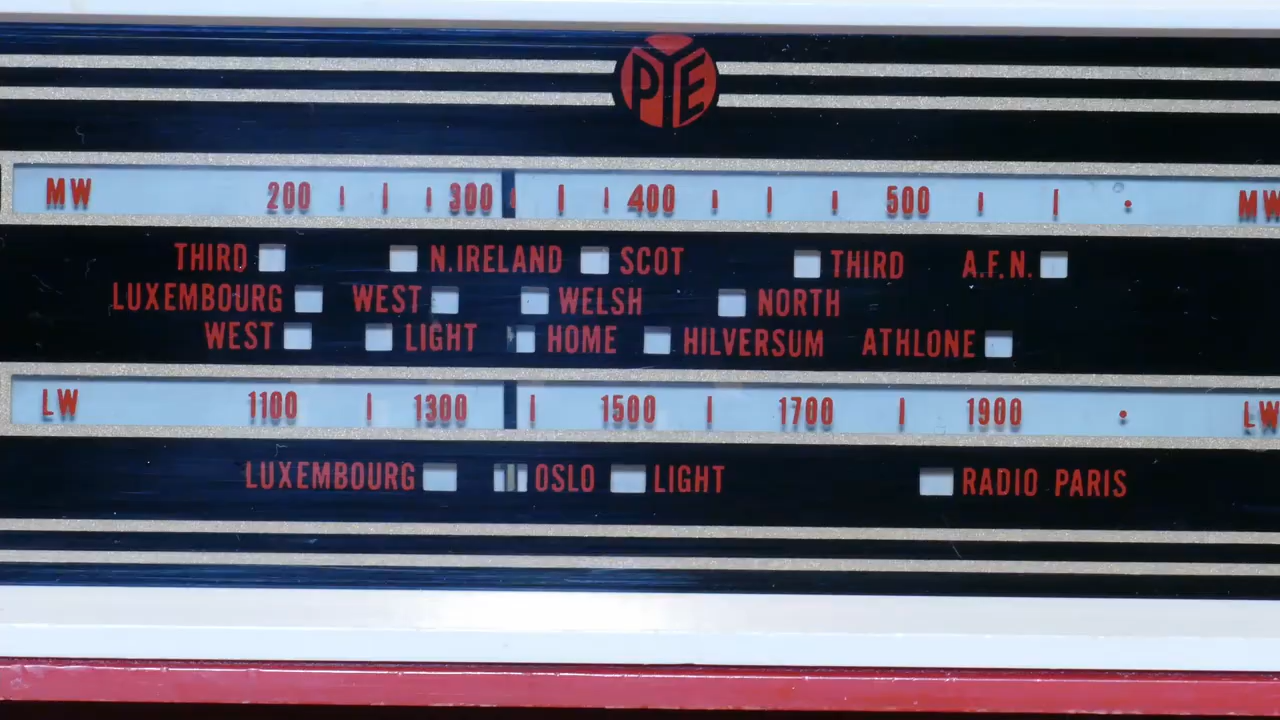 PYE
MW 200 300 400 500 MW
THIRD N.IRELAND SCOT THIRD A.F.N.
LUXEMBOURG WEST WELSH NORTH
WEST LIGHT HOME HILVERSUM ATHLONE
LW 1100 1300 1500 1700 1900 LW
LUXEMBOURG OSLO LIGHT RADIO PARIS